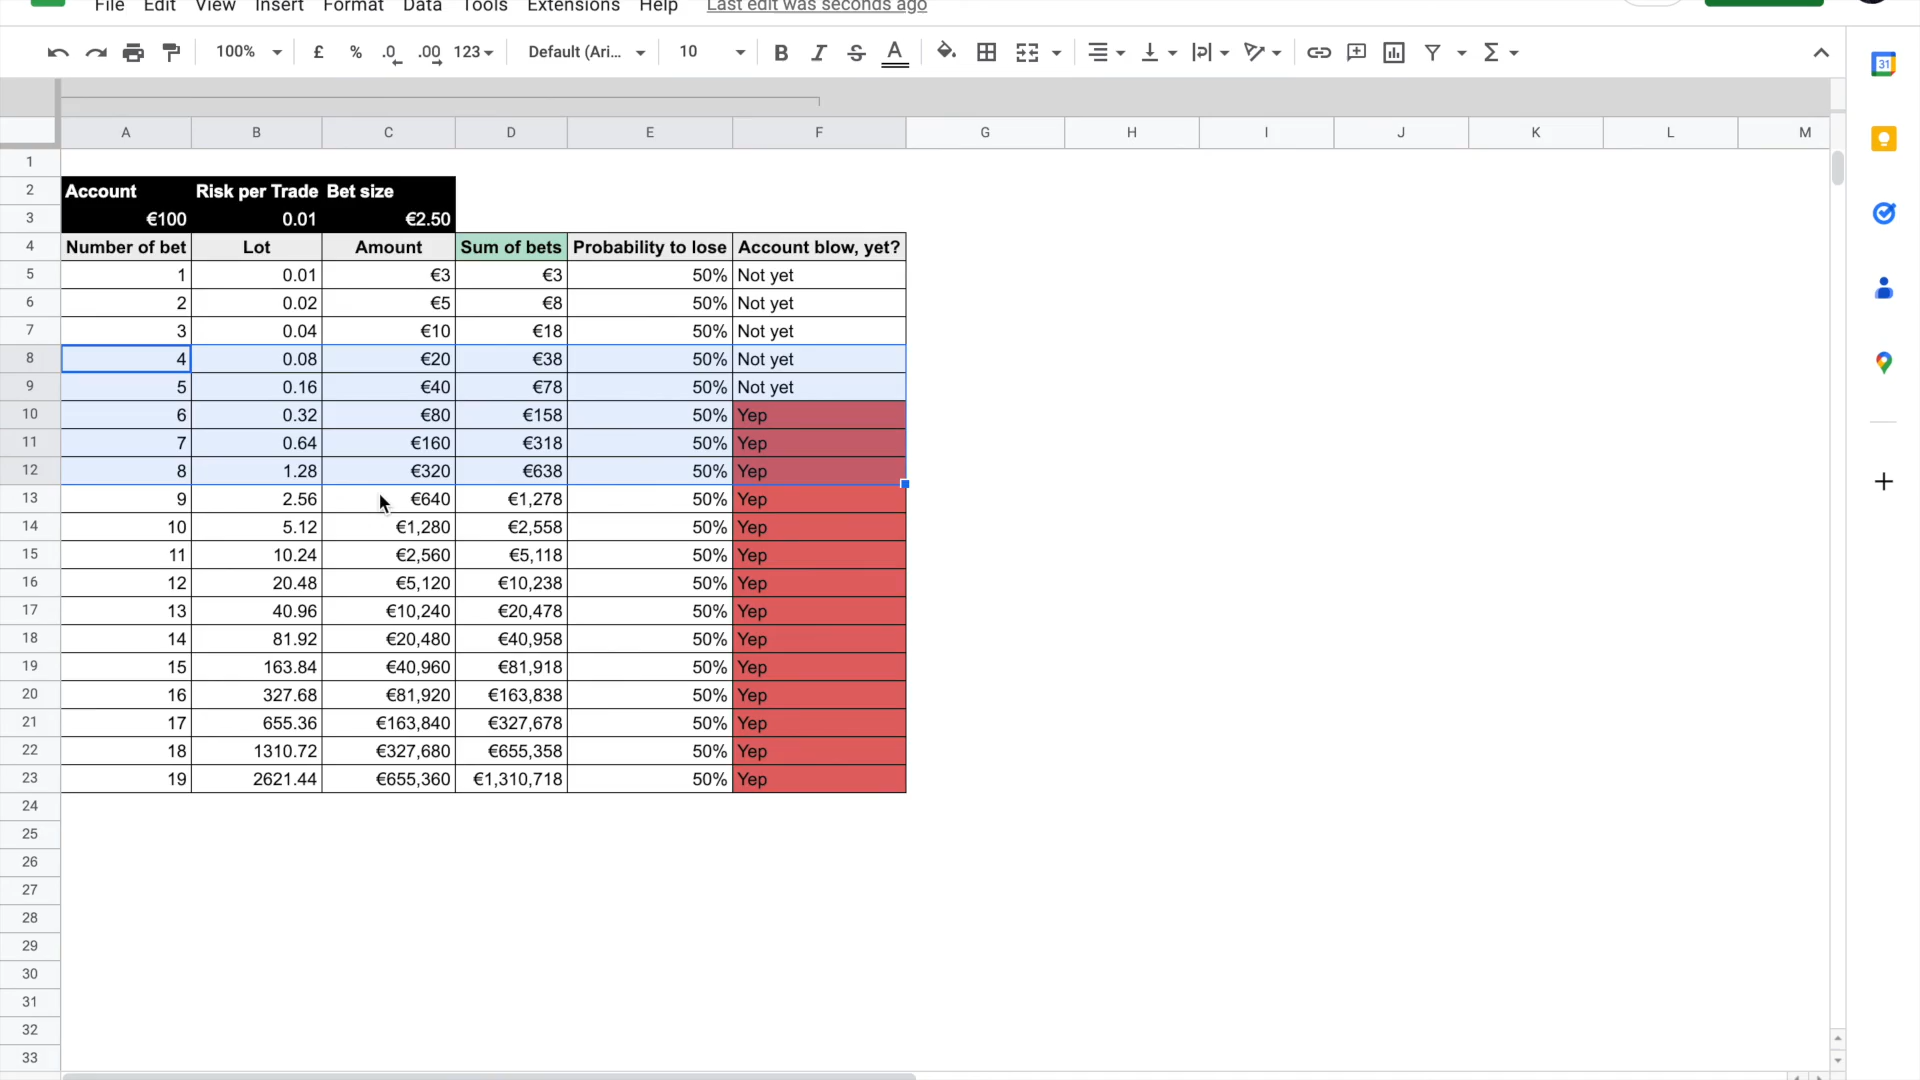 File Edit View Insert Format Data Tools Extensions Help Last edit was seconds ago
100% £ % .0 .00 123 Default (Ari... 10 B I S A Σ
31
A B C D E F G H I J K L M
1
2 Account Risk per Trade Bet size
3 €100 0.01 €2.50
4 Number of bet Lot Amount Sum of bets Probability to lose Account blow, yet?
5 1 0.01 €3 €3 50% Not yet
6 2 0.02 €5 €8 50% Not yet
7 3 0.04 €10 €18 50% Not yet
8 4 0.08 €20 €38 50% Not yet
9 5 0.16 €40 €78 50% Not yet
10 6 0.32 €80 €158 50% Yep
11 7 0.64 €160 €318 50% Yep
12 8 1.28 €320 €638 50% Yep
13 9 2.56 €640 €1,278 50% Yep
14 10 5.12 €1,280 €2,558 50% Yep
15 11 10.24 €2,560 €5,118 50% Yep
16 12 20.48 €5,120 €10,238 50% Yep
17 13 40.96 €10,240 €20,478 50% Yep
18 14 81.92 €20,480 €40,958 50% Yep
19 15 163.84 €40,960 €81,918 50% Yep
20 16 327.68 €81,920 €163,838 50% Yep
21 17 655.36 €163,840 €327,678 50% Yep
22 18 1310.72 €327,680 €655,358 50% Yep
23 19 2621.44 €655,360 €1,310,718 50% Yep
24
25
26
27
28
29
30
31
32
33